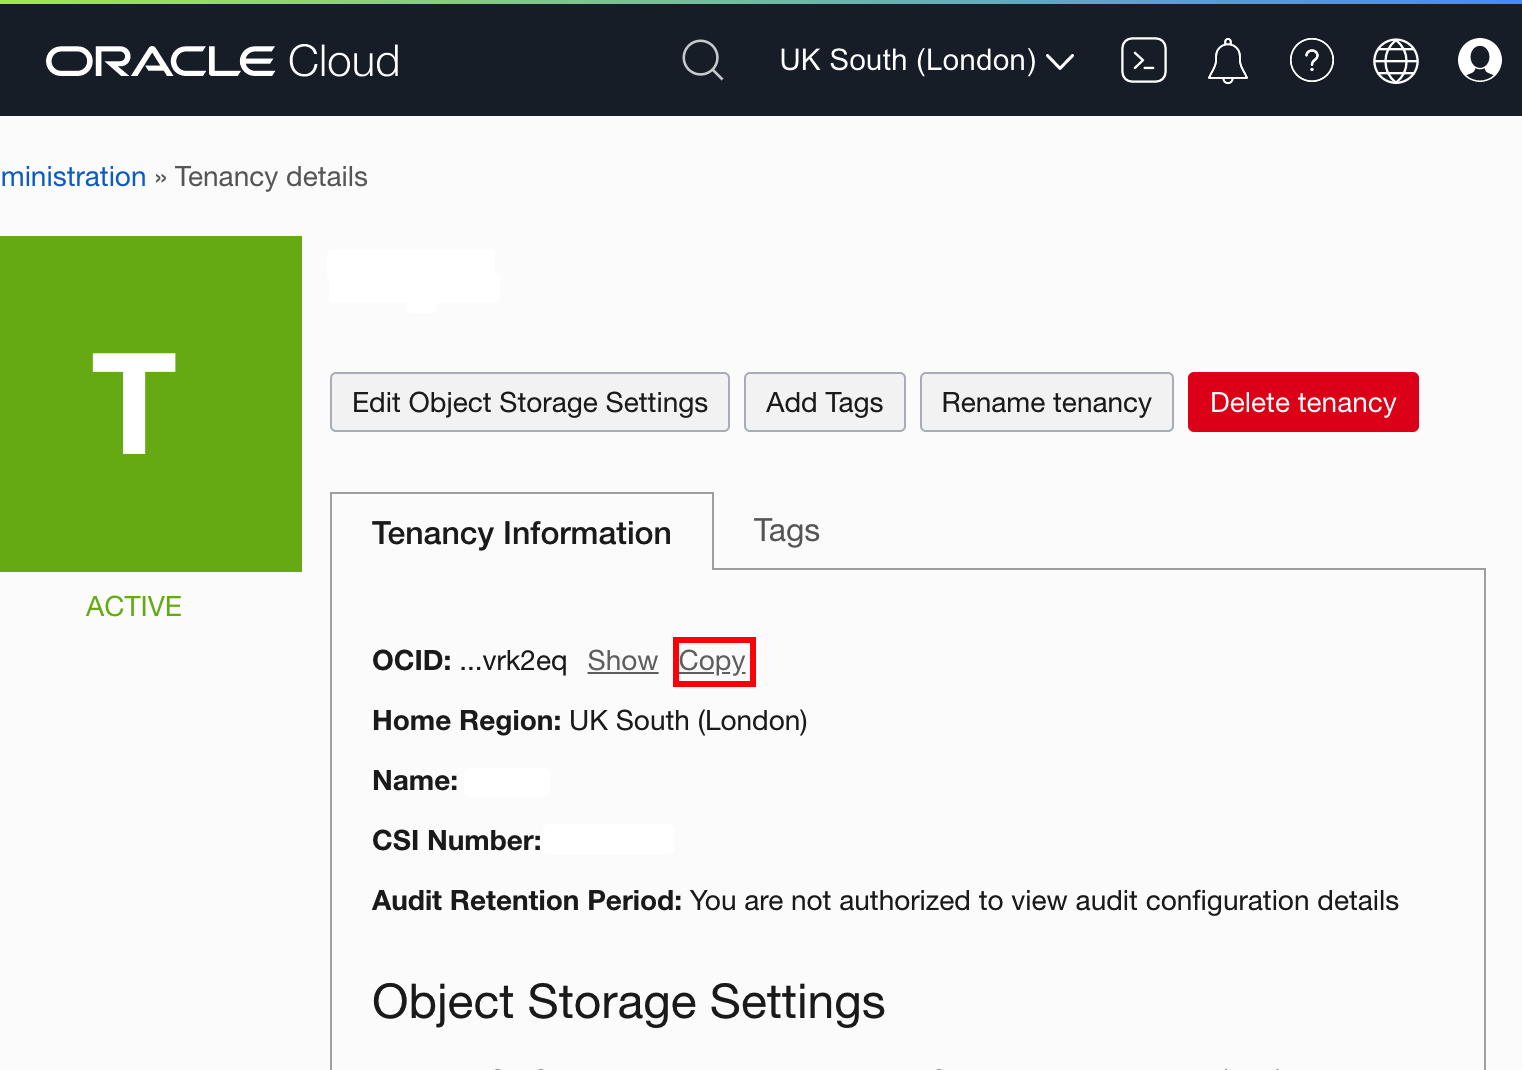 ORACLE Cloud
UK South (London)
ministration » Tenancy details
T
ACTIVE
Edit Object Storage Settings
Add Tags
Rename tenancy
Delete tenancy
Tenancy Information
Tags
OCID: ...vrk2eq Show Copy
Home Region: UK South (London)
Name:
CSI Number:
Audit Retention Period: You are not authorized to view audit configuration details
Object Storage Settings